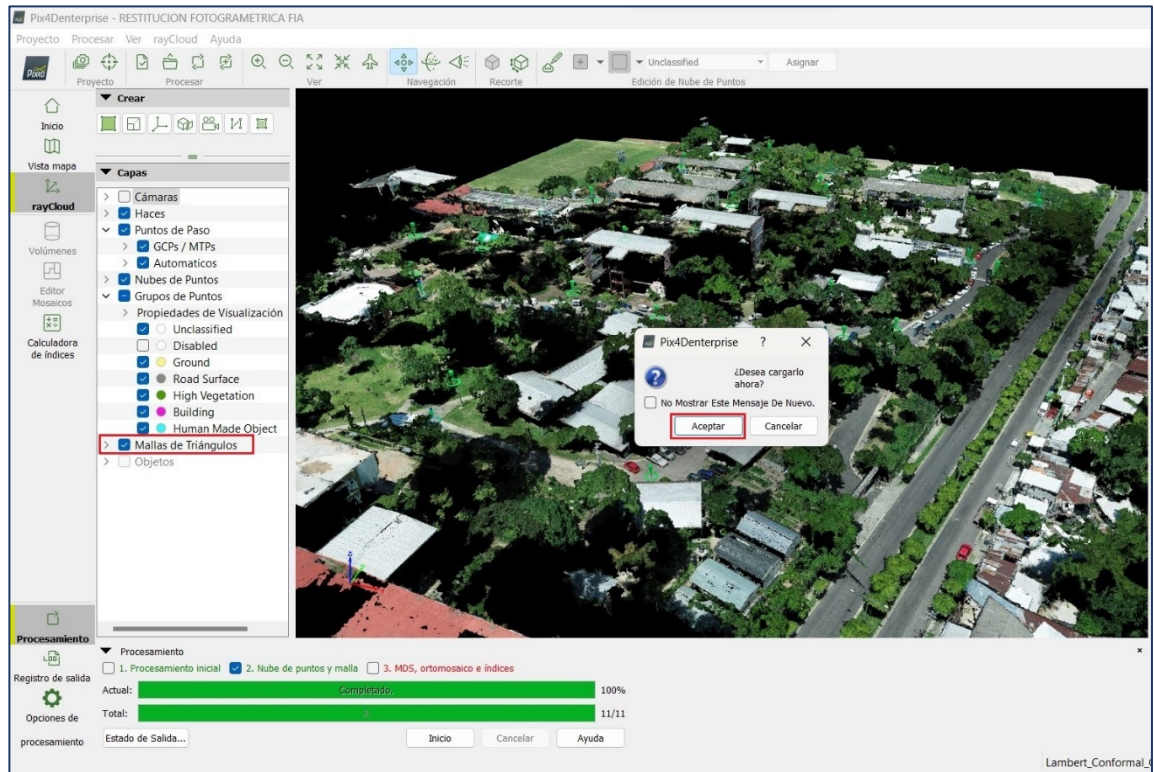 Pix4Denterprise - RESTITUCION FOTOGRAMETRICA FIA
Proyecto Procesar Ver rayCloud Ayuda
Unclassified Asignar
Proyecto Procesar Ver Navegación Recorte Edición de Nube de Puntos
Inicio
Vista mapa
rayCloud
Volúmenes
Editor
Mosaicos
Calculadora
de índices
Crear
Capas
Cámaras
Haces
Puntos de Paso
GCPs / MTPs
Automaticos
Nubes de Puntos
Grupos de Puntos
Propiedades de Visualización
Unclassified
Disabled
Ground
Road Surface
High Vegetation
Building
Human Made Object
Mallas de Triángulos
Objetos
Pix4Denterprise ? X
¿Desea cargarlo
ahora?
No Mostrar Este Mensaje De Nuevo.
Aceptar Cancelar
Procesamiento
Registro de salida
Opciones de
procesamiento
Procesamiento
1. Procesamiento inicial 2. Nube de puntos y malla 3. MDS, ortomosaico e índices
Actual: Completado. 100%
Total: 11/11
Estado de Salida... Inicio Cancelar Ayuda
Lambert_Conformal_